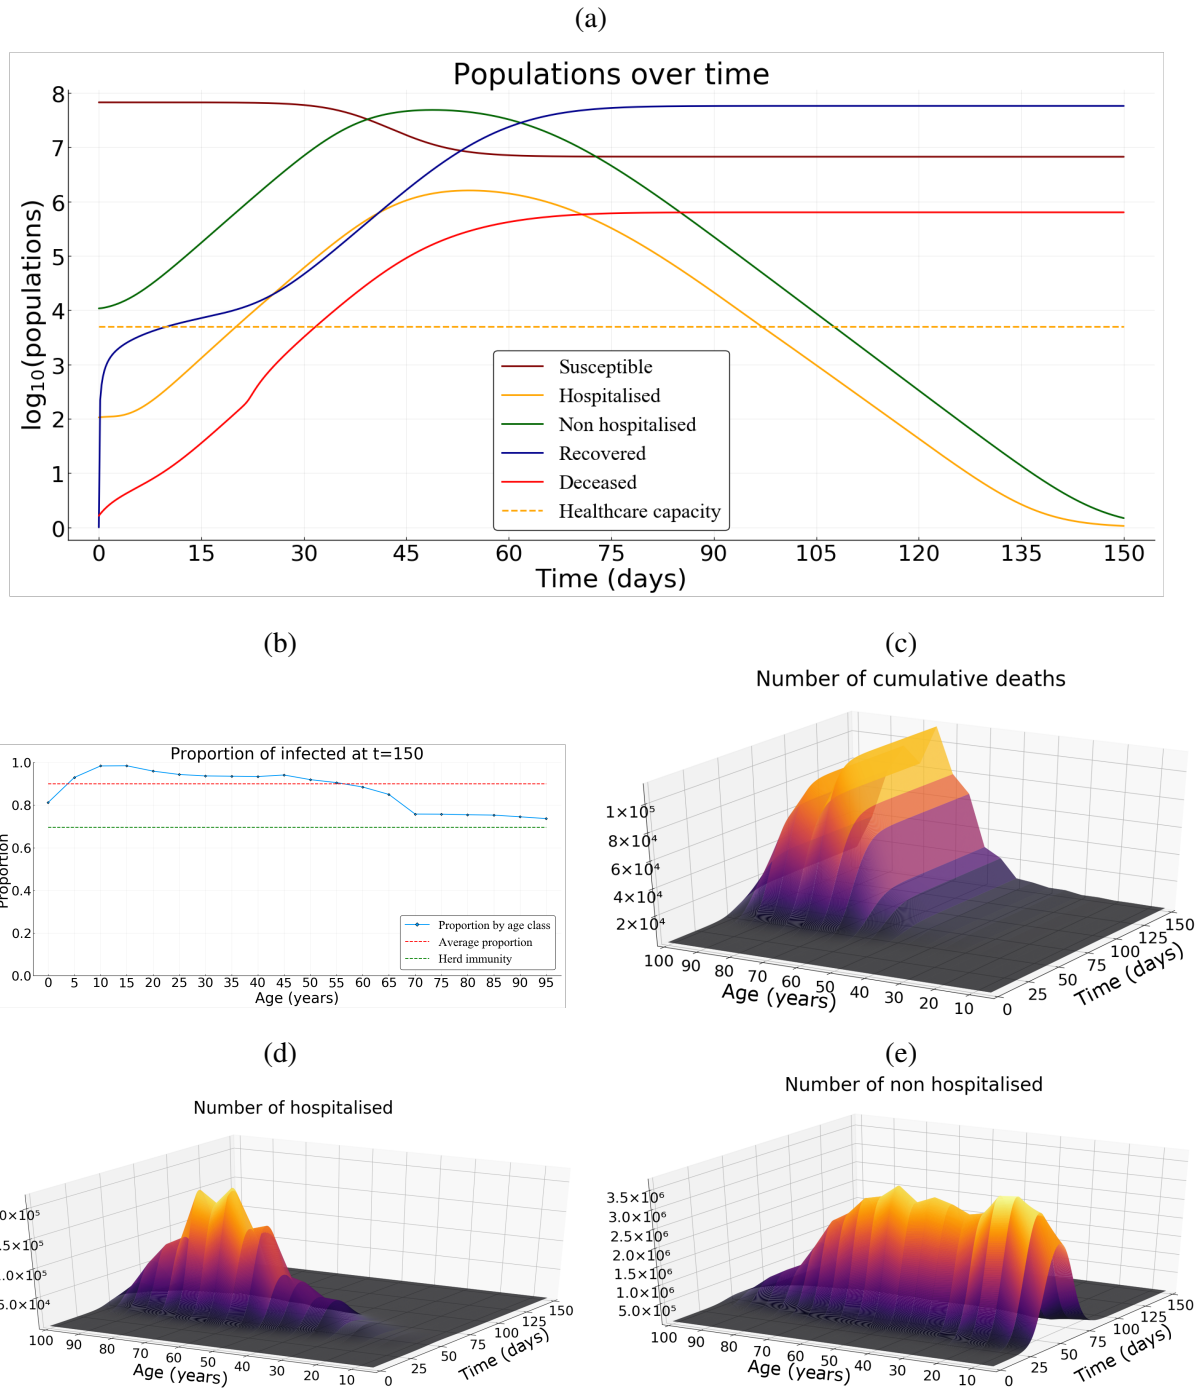 (a)
Populations over time
log10(populations)
8
7
6
5
4
3
2
1
0
Susceptible
Hospitalised
Non hospitalised
Recovered
Deceased
Healthcare capacity
0 15 30 45 60 75 90 105 120 135 150
Time (days)
(b)
Proportion of infected at t=150
Proportion
1.0
0.8
0.6
0.4
0.2
0.0
Proportion by age class
Average proportion
Herd immunity
0 5 10 15 20 25 30 35 40 45 50 55 60 65 70 75 80 85 90 95
Age (years)
(c)
Number of cumulative deaths
1×10⁵
8×10⁴
6×10⁴
4×10⁴
2×10⁴
100 90 80 70 60 50 40 30 20 10
Age (years)
0 25 50 75 100 125 150
Time (days)
(d)
Number of hospitalised
0×10⁵
.5×10⁵
.0×10⁵
5.0×10⁴
100 90 80 70 60 50 40 30 20 10
Age (years)
0 25 50 75 100 125 150
Time (days)
(e)
Number of non hospitalised
3.5×10⁶
3.0×10⁶
2.5×10⁶
2.0×10⁶
1.5×10⁶
1.0×10⁶
5.0×10⁵
100 90 80 70 60 50 40 30 20 10
Age (years)
0 25 50 75 100 125 150
Time (days)